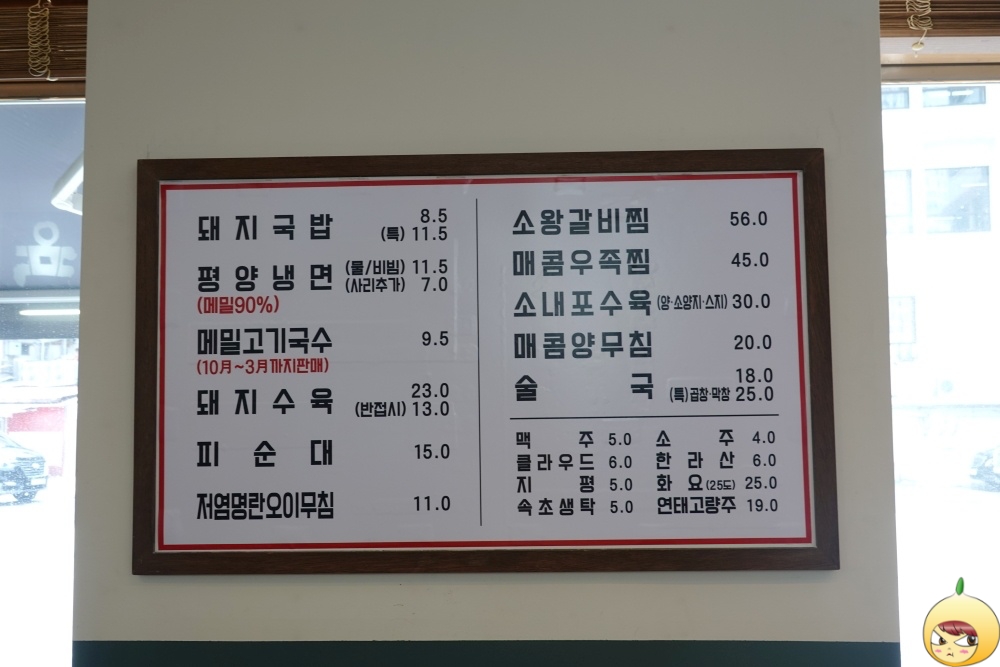 돼지국밥 8.5
(특) 11.5
평양냉면 (물/비빔) 11.5
(메밀90%) (사리추가) 7.0
메밀고기국수 9.5
(10月~3月까지판매)
돼지수육 23.0
(반접시) 13.0
피순대 15.0
저염명란오이무침 11.0
소왕갈비찜 56.0
매콤우족찜 45.0
소내포수육 (양·소양지·스지) 30.0
매콤양무침 20.0
술국 18.0
(특)곱창·막창 25.0
맥주 5.0 소주 4.0
클라우드 6.0 한라산 6.0
지평 5.0 화요(25도) 25.0
속초생탁 5.0 연태고량주 19.0